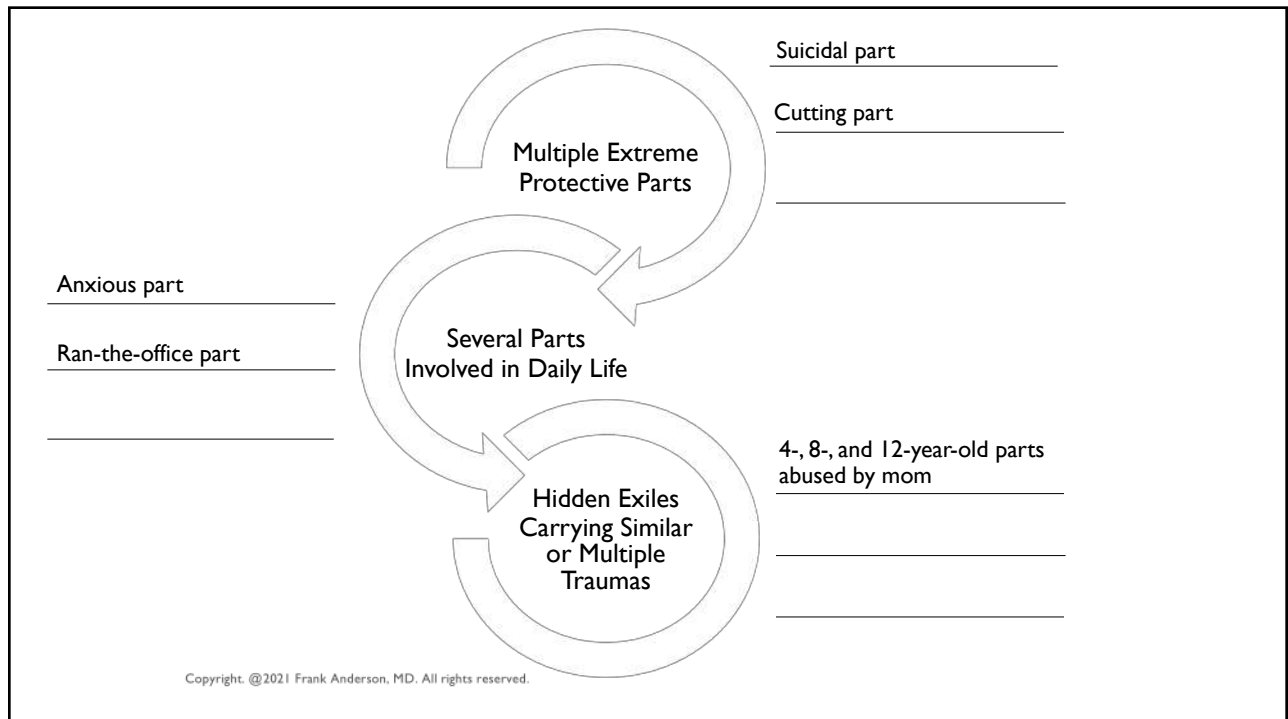 Suicidal part
Cutting part
Multiple Extreme
Protective Parts
Anxious part
Ran-the-office part
Several Parts
Involved in Daily Life
4-, 8-, and 12-year-old parts
abused by mom
Hidden Exiles
Carrying Similar
or Multiple
Traumas
Copyright. @2021 Frank Anderson, MD. All rights reserved.